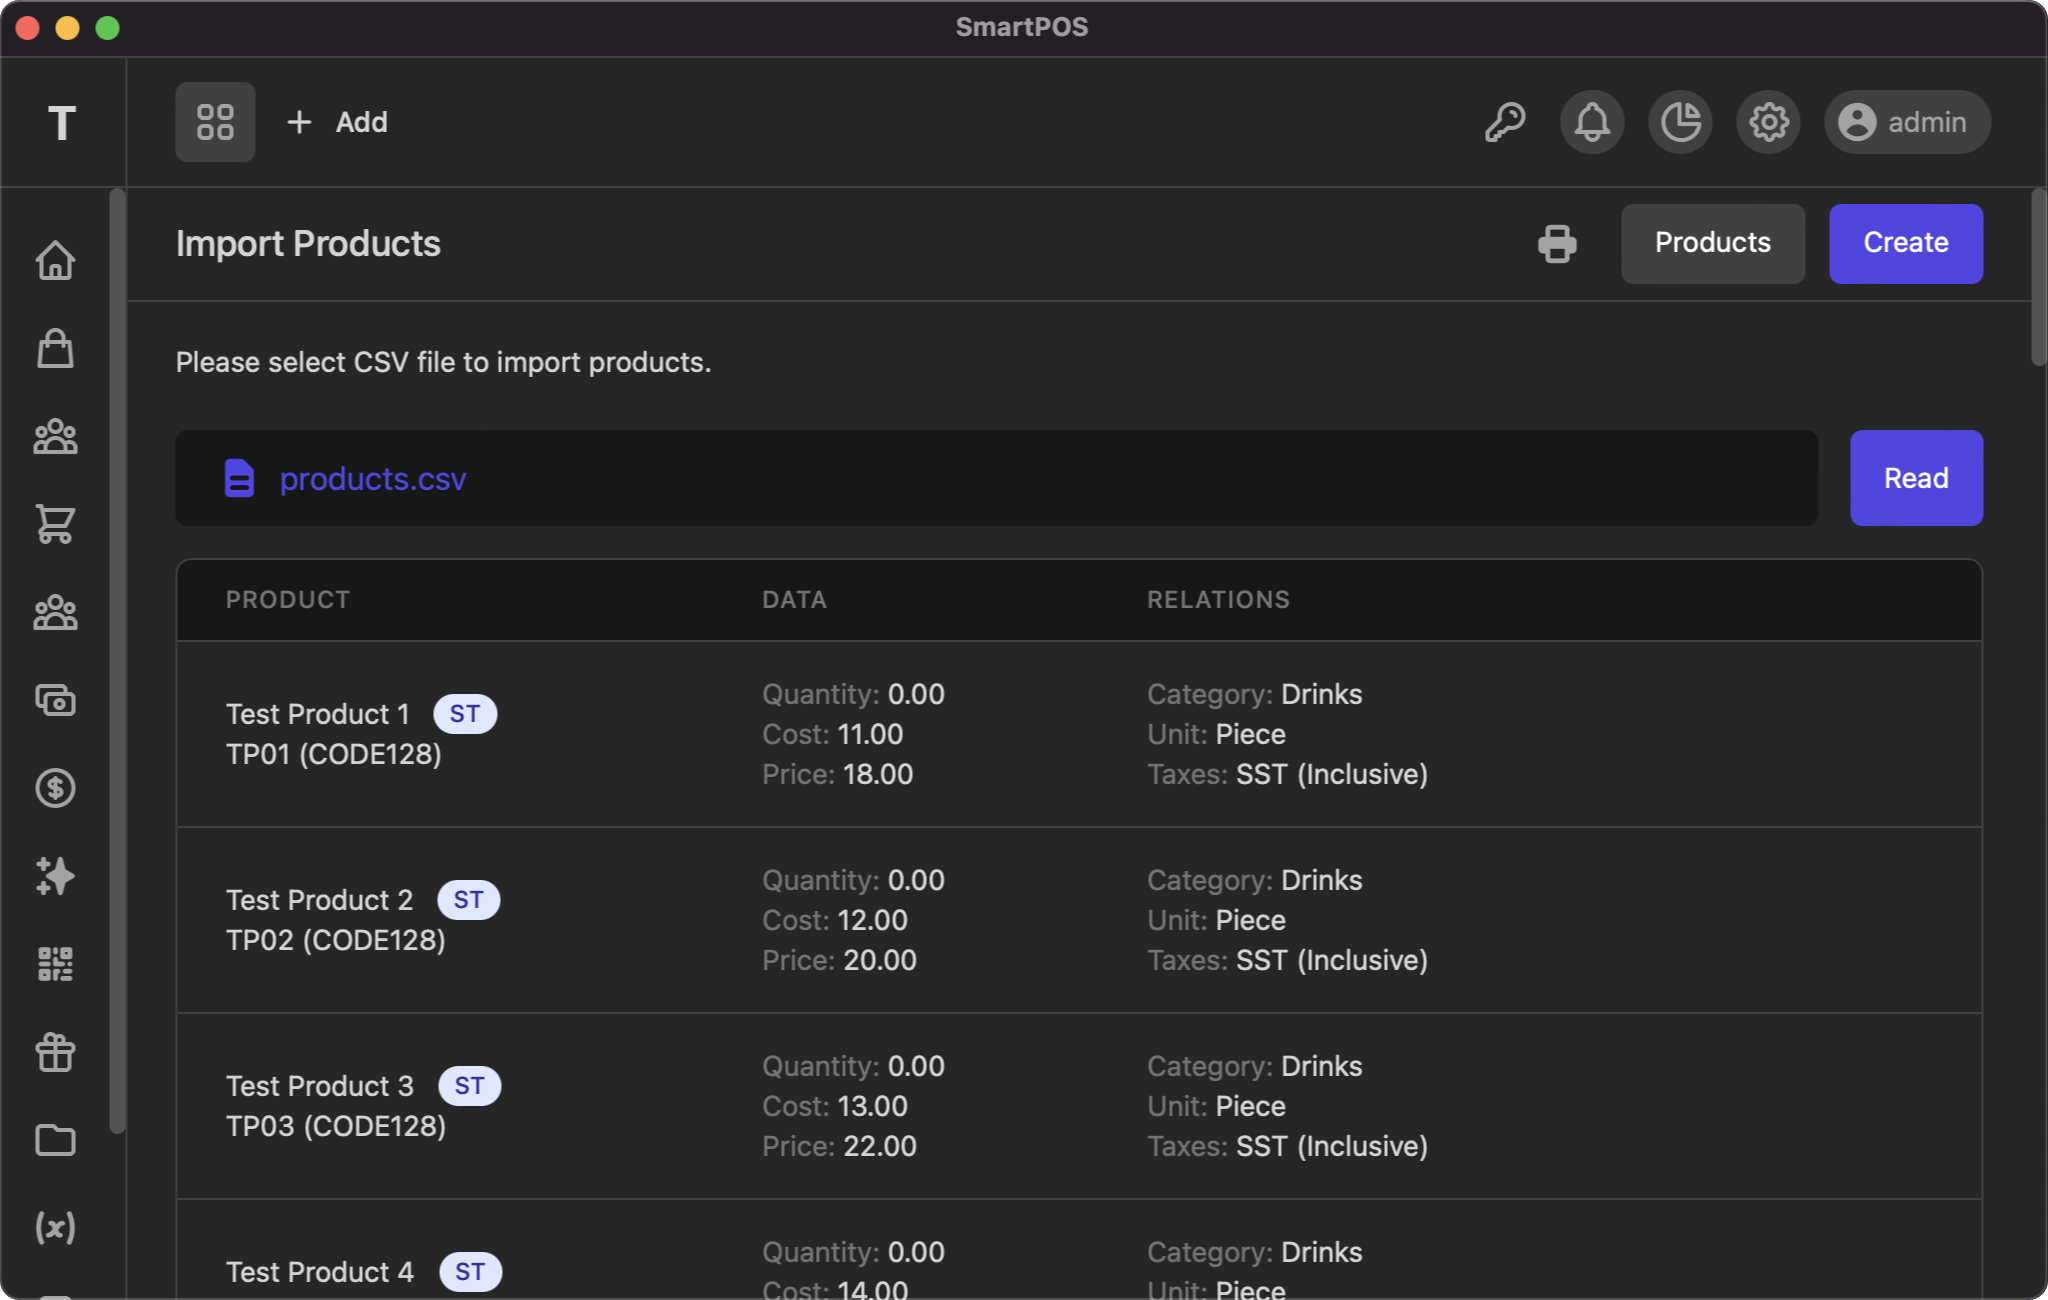 SmartPOS
T
+ Add
admin
Import Products
Products
Create
Please select CSV file to import products.
products.csv
Read
PRODUCT DATA RELATIONS
Test Product 1 ST
TP01 (CODE128)
Quantity: 0.00
Cost: 11.00
Price: 18.00
Category: Drinks
Unit: Piece
Taxes: SST (Inclusive)
Test Product 2 ST
TP02 (CODE128)
Quantity: 0.00
Cost: 12.00
Price: 20.00
Category: Drinks
Unit: Piece
Taxes: SST (Inclusive)
Test Product 3 ST
TP03 (CODE128)
Quantity: 0.00
Cost: 13.00
Price: 22.00
Category: Drinks
Unit: Piece
Taxes: SST (Inclusive)
Test Product 4 ST
Quantity: 0.00
Cost: 14.00
Category: Drinks
Unit: Piece
(x)